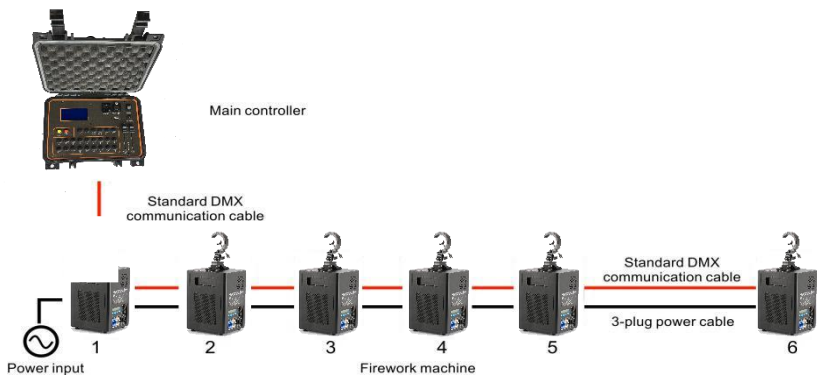 Main controller
Standard DMX
communication cable
Standard DMX
communication cable
3-plug power cable
1
2
3
4
5
6
Power input
Firework machine